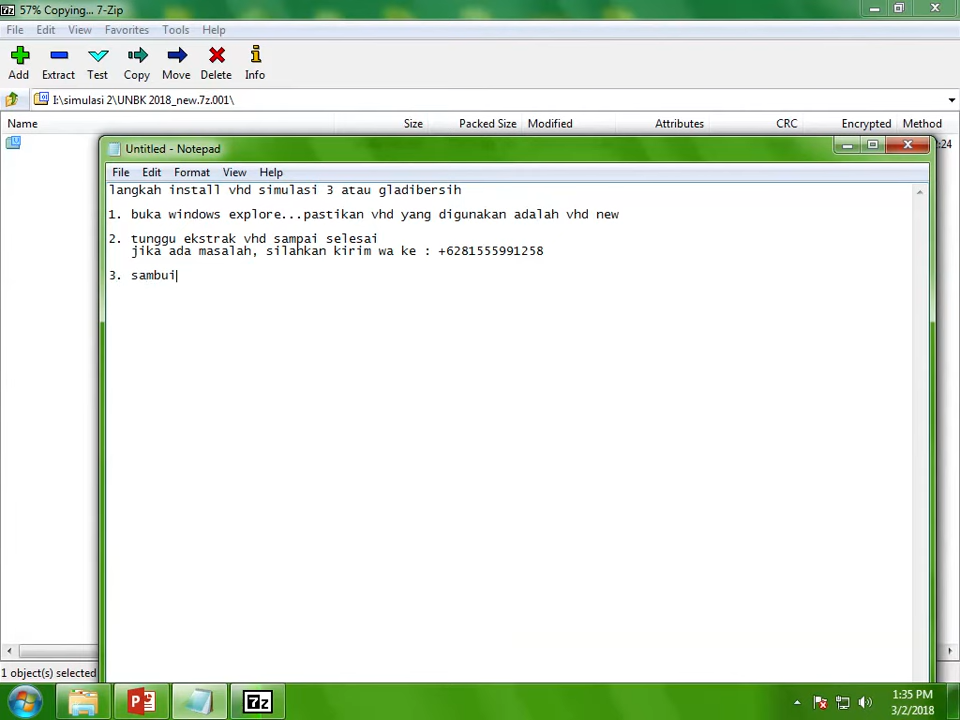 57% Copying... 7-Zip
File Edit View Favorites Tools Help
Add Extract Test Copy Move Delete Info
I:\simulasi 2\UNBK 2018_new.7z.001\
Name Size Packed Size Modified Attributes CRC Encrypted Method
:24
Untitled - Notepad
File Edit Format View Help
langkah install vhd simulasi 3 atau gladibersih
1. buka windows explore...pastikan vhd yang digunakan adalah vhd new
2. tunggu ekstrak vhd sampai selesai
jika ada masalah, silahkan kirim wa ke : +6281555991258
3. sambui
1 object(s) selected
7z
1:35 PM
3/2/2018